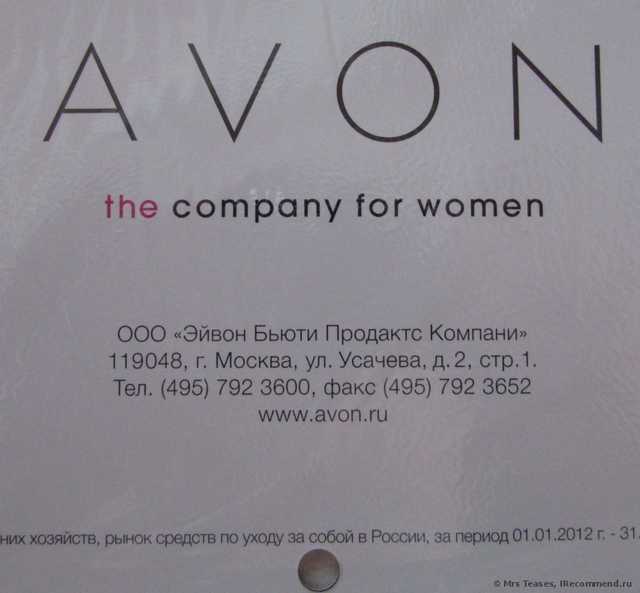 AVON
the company for women
ООО «Эйвон Бьюти Продактс Компани»
119048, г. Москва, ул. Усачева, д. 2, стр.1.
Тел. (495) 792 3600, факс (495) 792 3652
www.avon.ru
них хозяйств, рынок средств по уходу за собой в России, за период 01.01.2012 г. - 31.
© Mrs Teases, IRecommend.ru